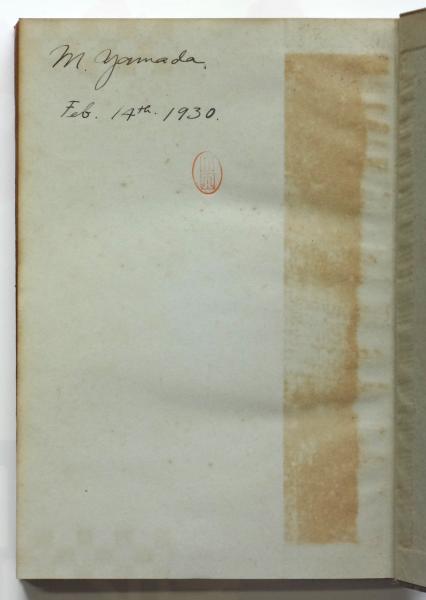 M. Yamada.
Feb. 14th. 1930.